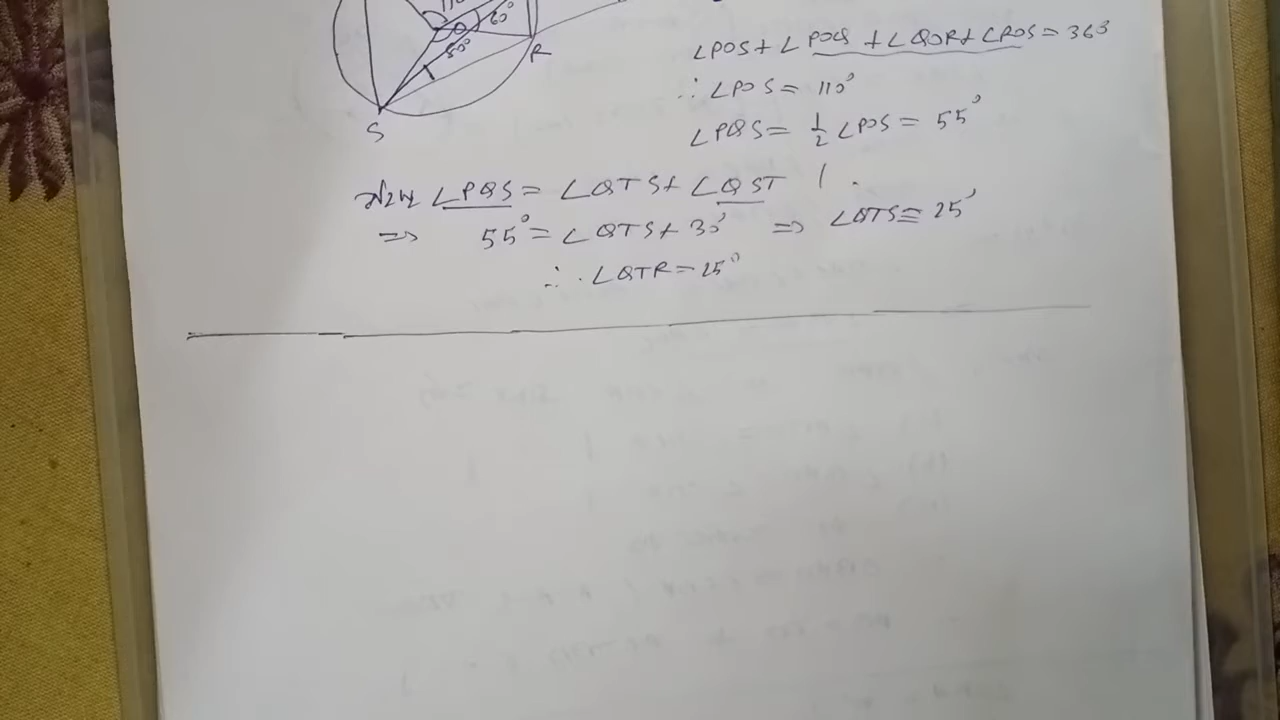 110
60°
50°
R
S
∠POS+∠POQ+∠QOR+∠ROS=360
∴∠POS=110°
∠PQS=½∠POS=55°
∠PQS=∠QTS+∠QST |
⇒ 55°=∠QTS+30° ⇒ ∠QTS=25°
∴ ∠QTR=25°